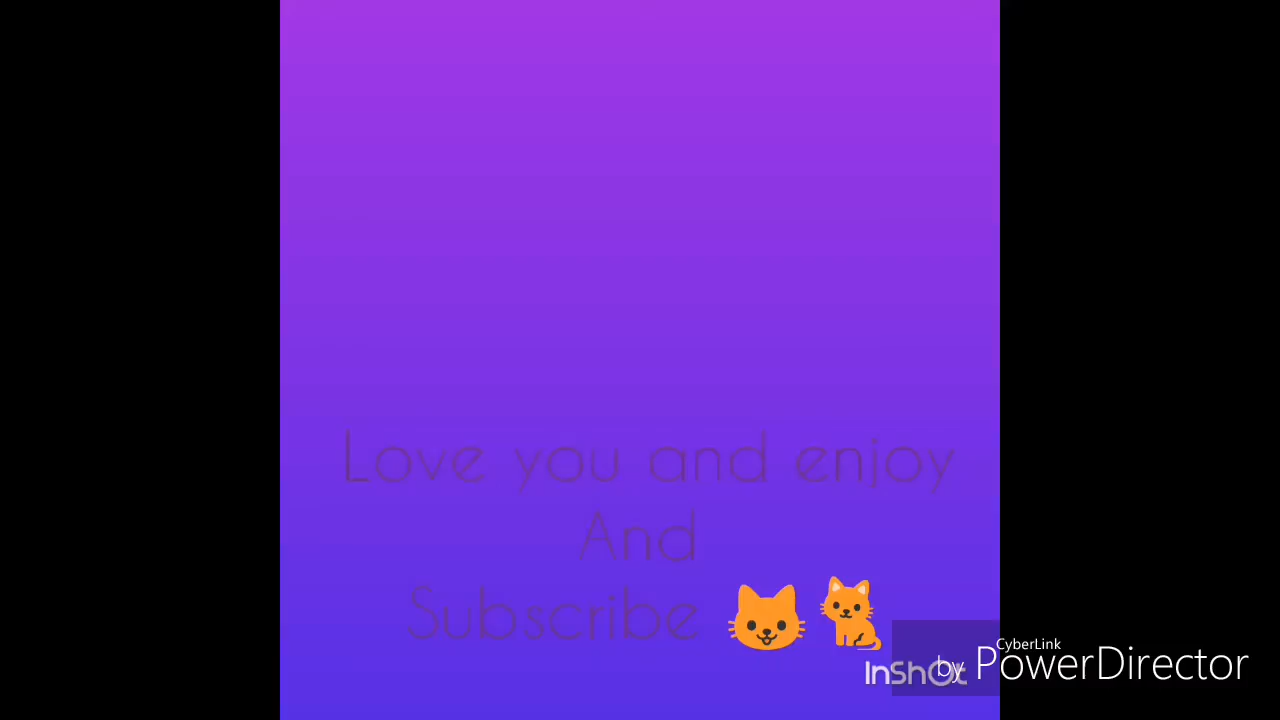 Love you and enjoy
And
Subscribe 😺🐈
CyberLink
InShOt by PowerDirector